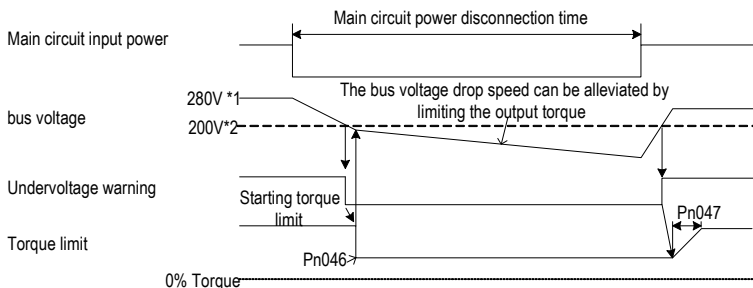 Main circuit power disconnection time
Main circuit input power
The bus voltage drop speed can be alleviated by
limiting the output torque
280V *1
bus voltage
200V*2
Undervoltage warning
Starting torque
limit
Pn047
Torque limit
Pn046>
0% Torque